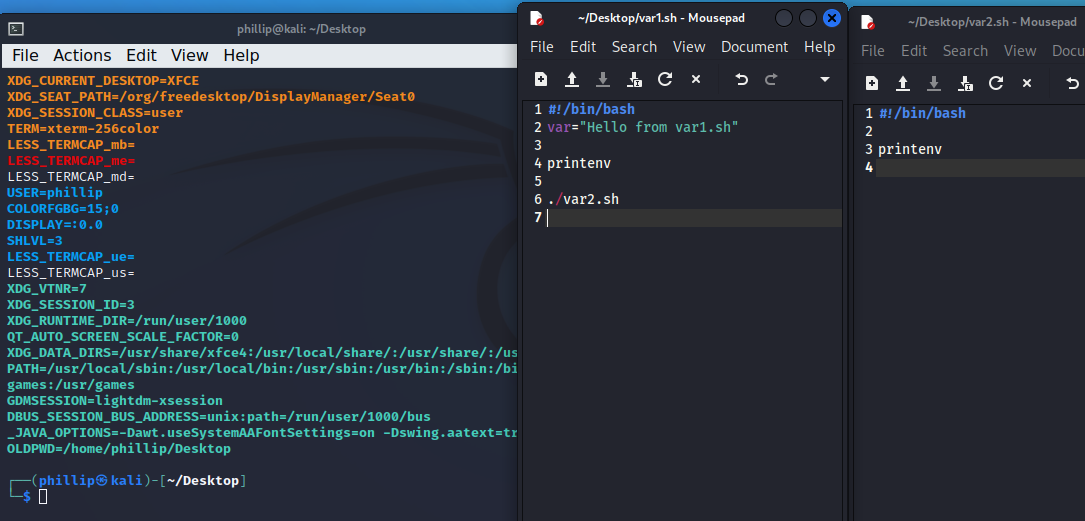 phillip@kali: ~/Desktop
File Actions Edit View Help
XDG_CURRENT_DESKTOP=XFCE
XDG_SEAT_PATH=/org/freedesktop/DisplayManager/Seat0
XDG_SESSION_CLASS=user
TERM=xterm-256color
LESS_TERMCAP_mb=
LESS_TERMCAP_me=
LESS_TERMCAP_md=
USER=phillip
COLORFGBG=15;0
DISPLAY=:0.0
SHLVL=3
LESS_TERMCAP_ue=
LESS_TERMCAP_us=
XDG_VTNR=7
XDG_SESSION_ID=3
XDG_RUNTIME_DIR=/run/user/1000
QT_AUTO_SCREEN_SCALE_FACTOR=0
XDG_DATA_DIRS=/usr/share/xfce4:/usr/local/share/:/usr/share/:/us
PATH=/usr/local/sbin:/usr/local/bin:/usr/sbin:/usr/bin:/sbin:/bi
games:/usr/games
GDMSESSION=lightdm-xsession
DBUS_SESSION_BUS_ADDRESS=unix:path=/run/user/1000/bus
_JAVA_OPTIONS=-Dawt.useSystemAAFontSettings=on -Dswing.aatext=tr
OLDPWD=/home/phillip/Desktop
┌──(phillip㉿kali)-[~/Desktop]
└─$
~/Desktop/var1.sh - Mousepad
File Edit Search View Document Help
1 #!/bin/bash
2 var="Hello from var1.sh"
3
4 printenv
5
6 ./var2.sh
7
~/Desktop/var2.sh - Mousepad
File Edit Search View Docu
1 #!/bin/bash
2
3 printenv
4